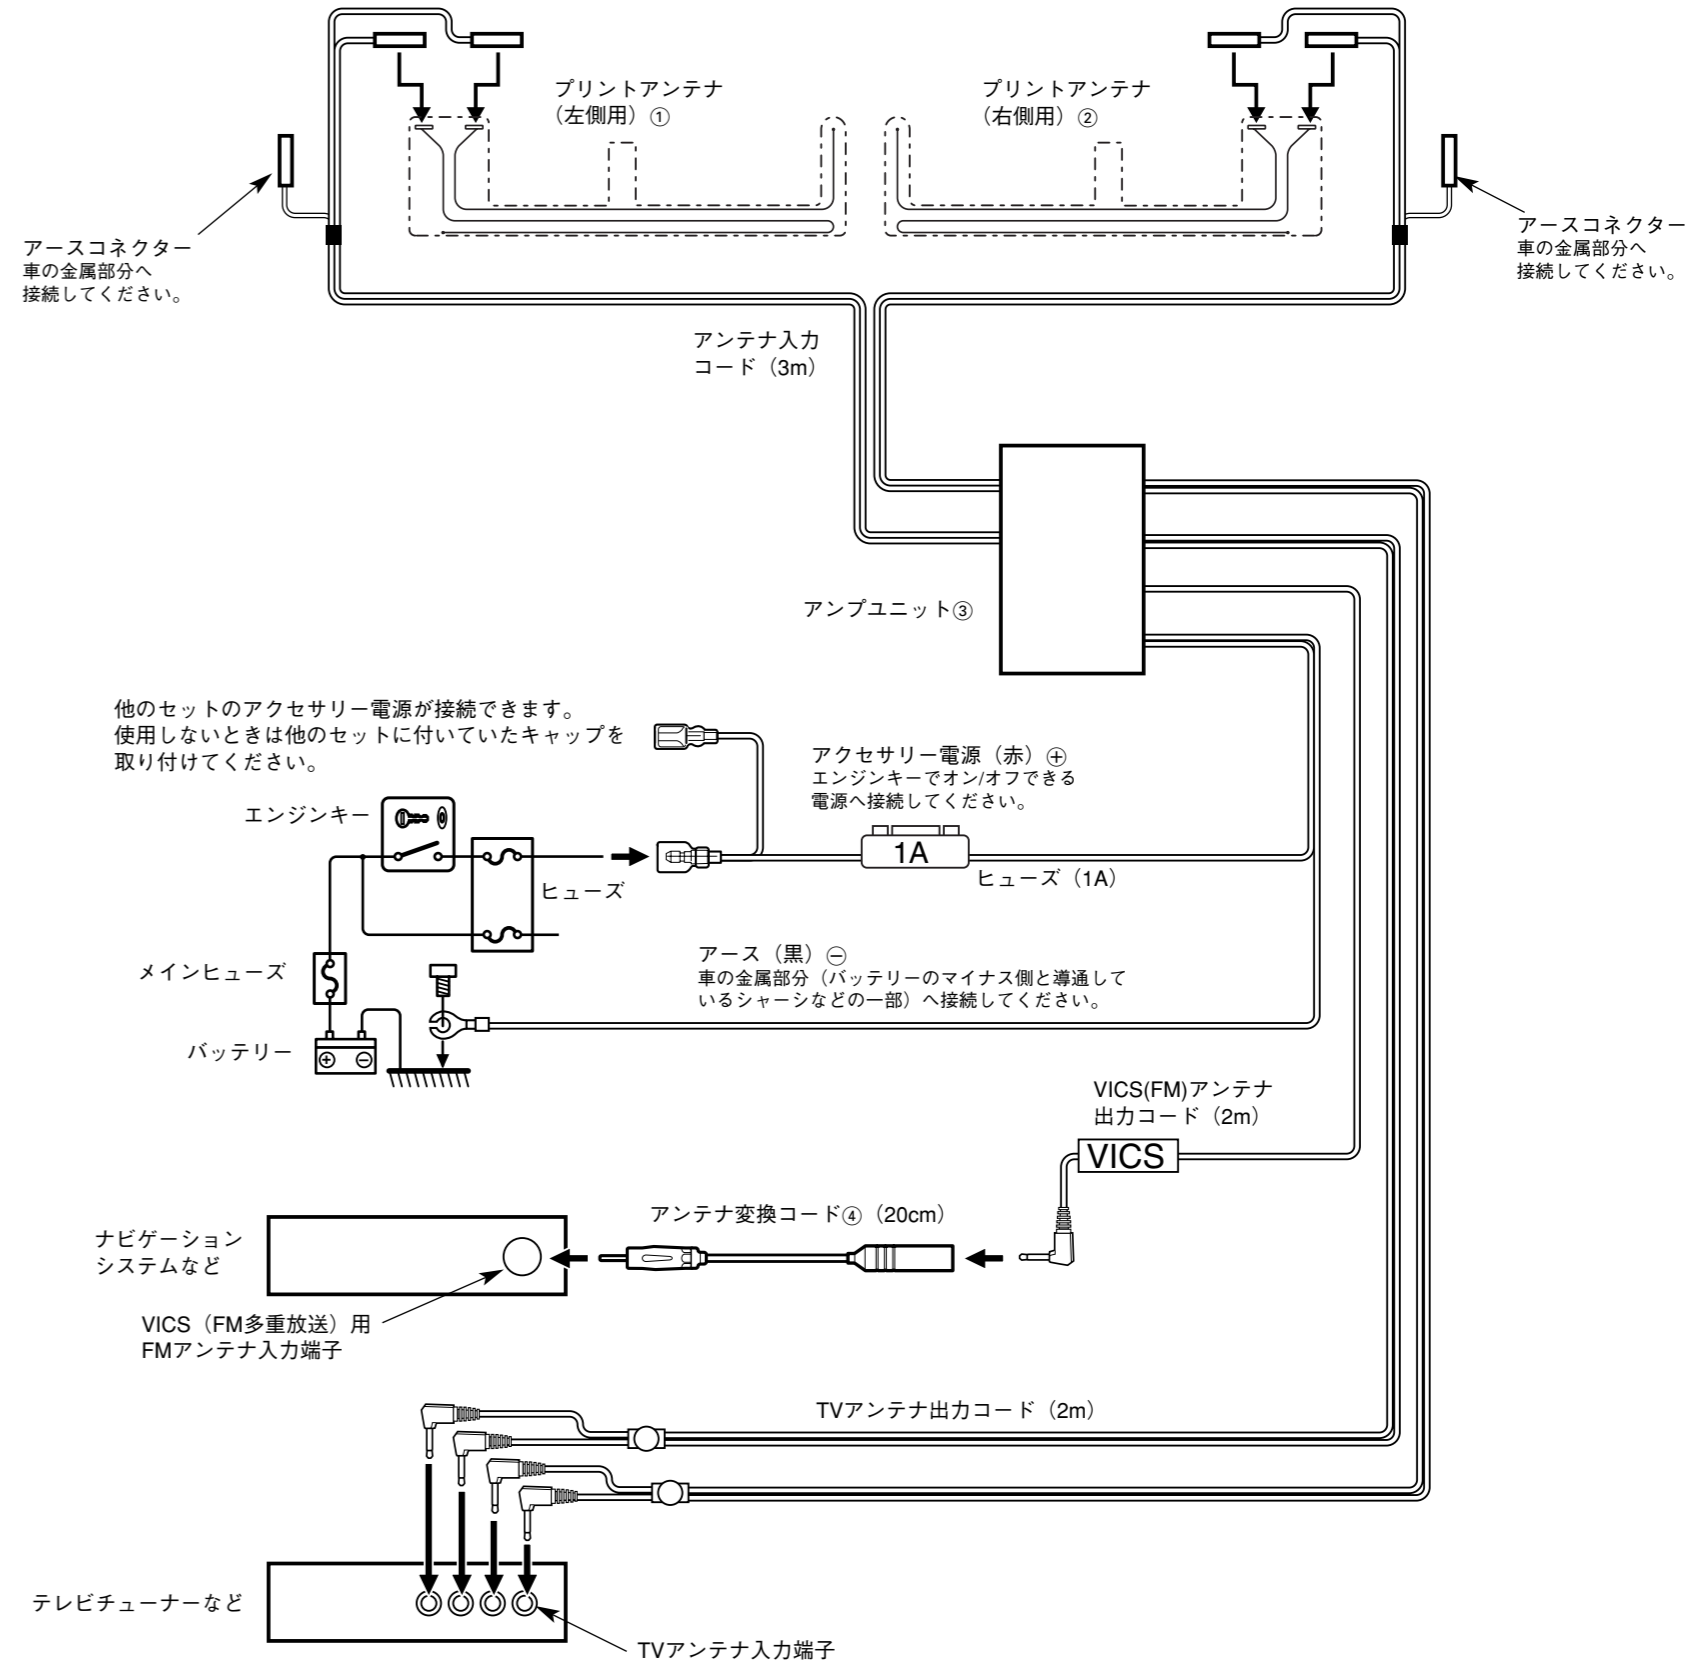 プリントアンテナ
（左側用）①
プリントアンテナ
（右側用）②
アースコネクター
車の金属部分へ
接続してください。
アースコネクター
車の金属部分へ
接続してください。
アンテナ入力
コード（3m）
アンプユニット③
他のセットのアクセサリー電源が接続できます。
使用しないときは他のセットに付いていたキャップを
取り付けてください。
アクセサリー電源（赤）⊕
エンジンキーでオン/オフできる
電源へ接続してください。
エンジンキー
1A
ヒューズ（1A）
ヒューズ
アース（黒）⊖
車の金属部分（バッテリーのマイナス側と導通して
いるシャーシなどの一部）へ接続してください。
メインヒューズ
バッテリー
⊕ ⊖
VICS(FM)アンテナ
出力コード（2m）
VICS
アンテナ変換コード④（20cm）
ナビゲーション
システムなど
VICS（FM多重放送）用
FMアンテナ入力端子
TVアンテナ出力コード（2m）
テレビチューナーなど
TVアンテナ入力端子